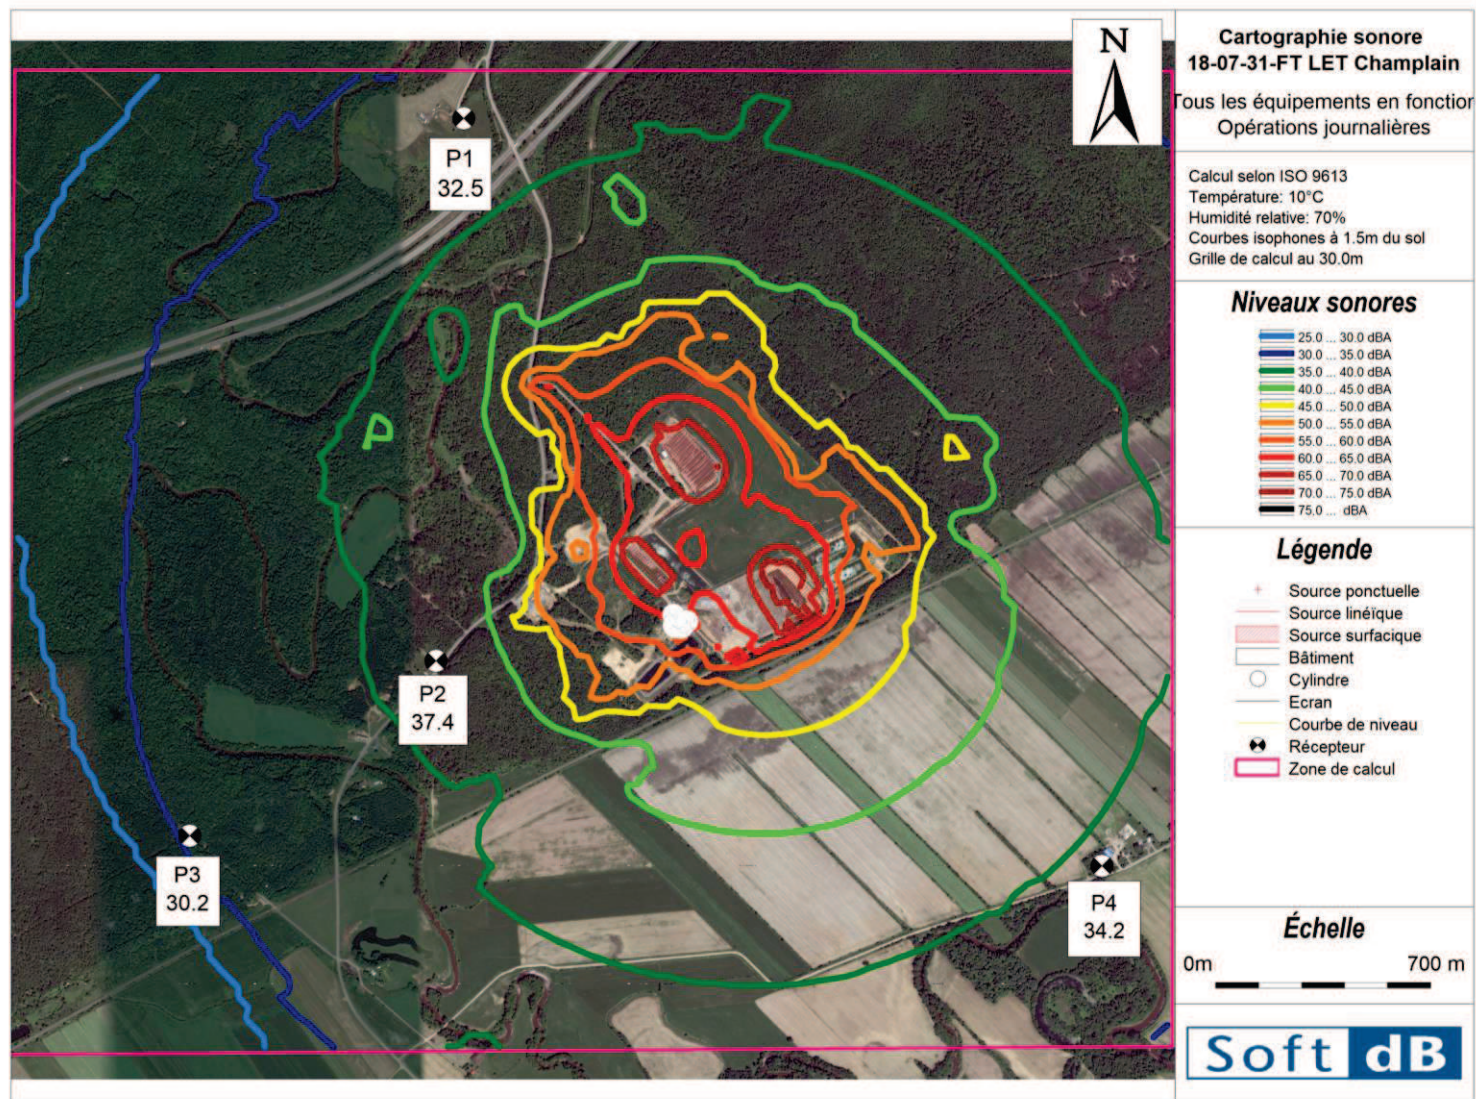 N
P1
32.5
P2
37.4
P3
30.2
P4
34.2
Cartographie sonore
18-07-31-FT LET Champlain
Tous les équipements en fonction
Opérations journalières
Calcul selon ISO 9613
Température: 10°C
Humidité relative: 70%
Courbes isophones à 1.5m du sol
Grille de calcul au 30.0m
Niveaux sonores
25.0 ... 30.0 dBA
30.0 ... 35.0 dBA
35.0 ... 40.0 dBA
40.0 ... 45.0 dBA
45.0 ... 50.0 dBA
50.0 ... 55.0 dBA
55.0 ... 60.0 dBA
60.0 ... 65.0 dBA
65.0 ... 70.0 dBA
70.0 ... 75.0 dBA
75.0 ... dBA
Légende
Source ponctuelle
Source linéïque
Source surfacique
Bâtiment
Cylindre
Ecran
Courbe de niveau
Récepteur
Zone de calcul
Échelle
0m 700 m
Soft dB